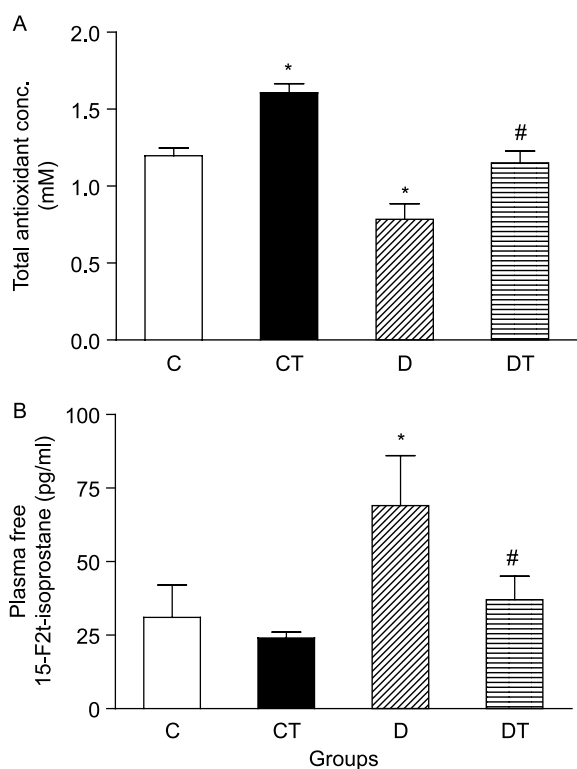 A
Total antioxidant conc.
(mM)
2.0
1.5
1.0
0.5
0.0
*
*
#
C CT D DT
B
Plasma free
15-F2t-isoprostane (pg/ml)
100
75
50
25
0
*
#
C CT D DT
Groups